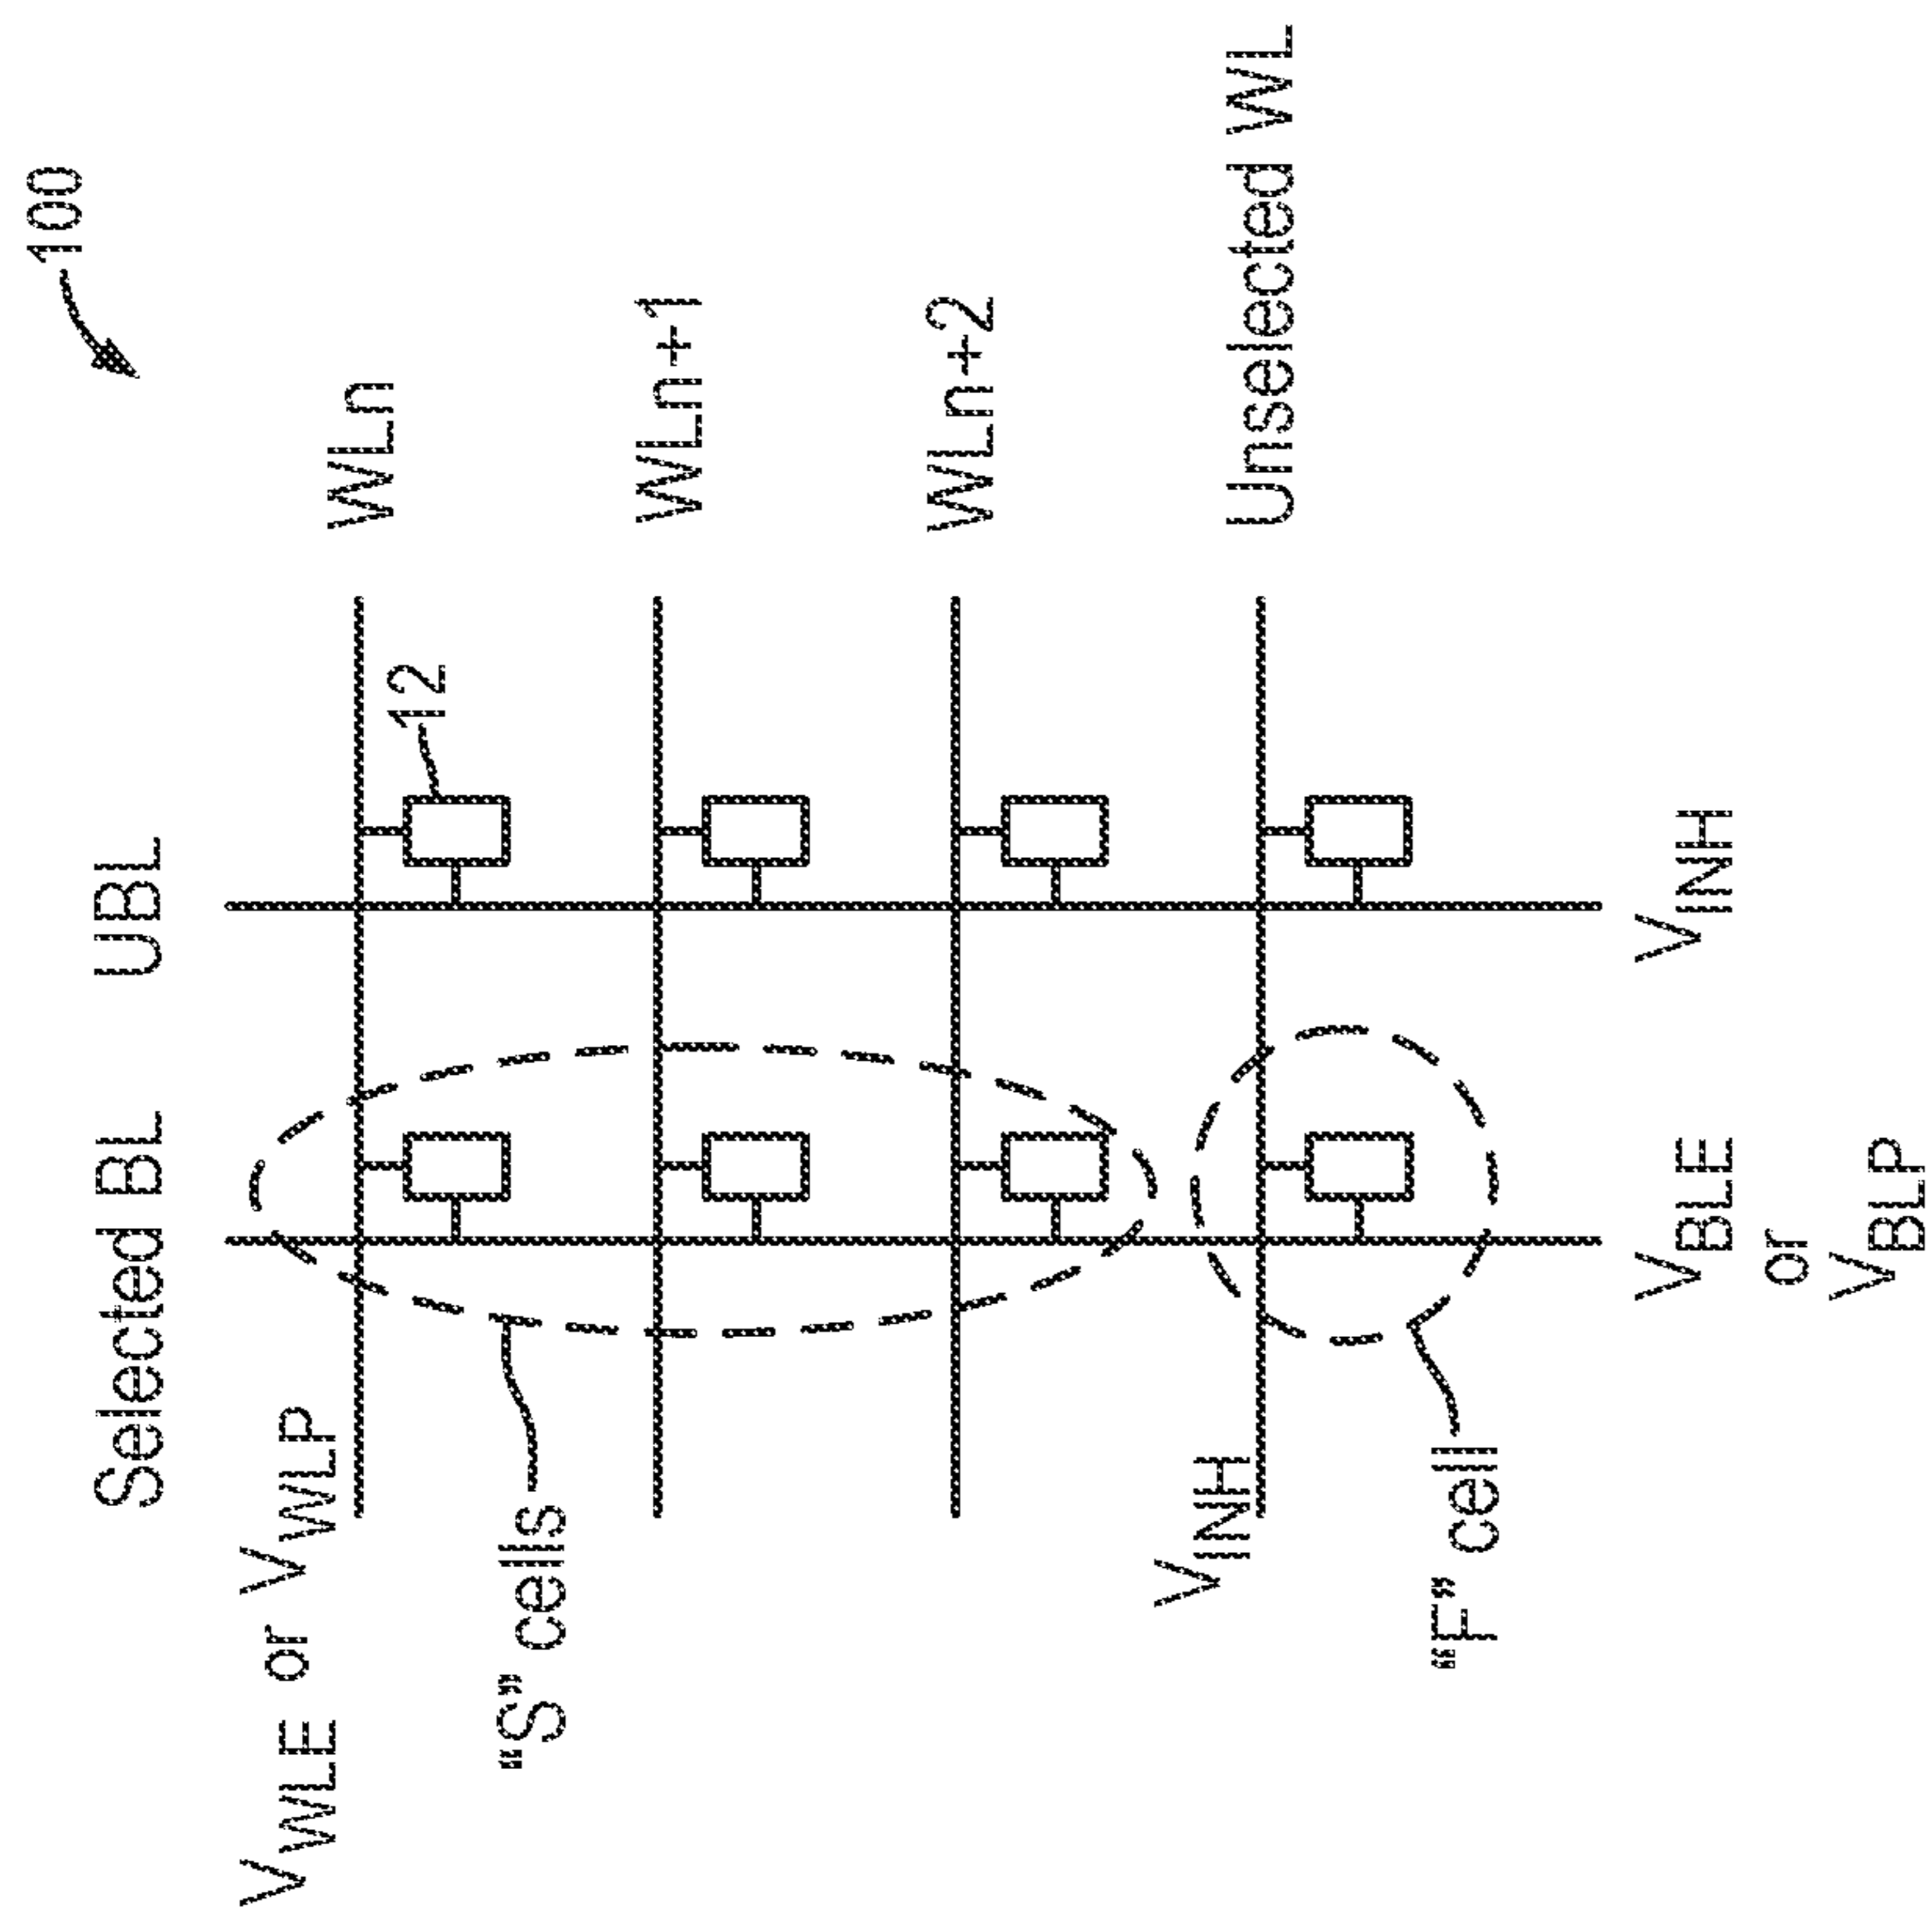 100
Selected BL
UBL
VWLE or VWLP
WLn
12
"S" cells
WLn+1
WLn+2
VINH
Unselected WL
"F" cell
VBLE
or
VBLP
VINH